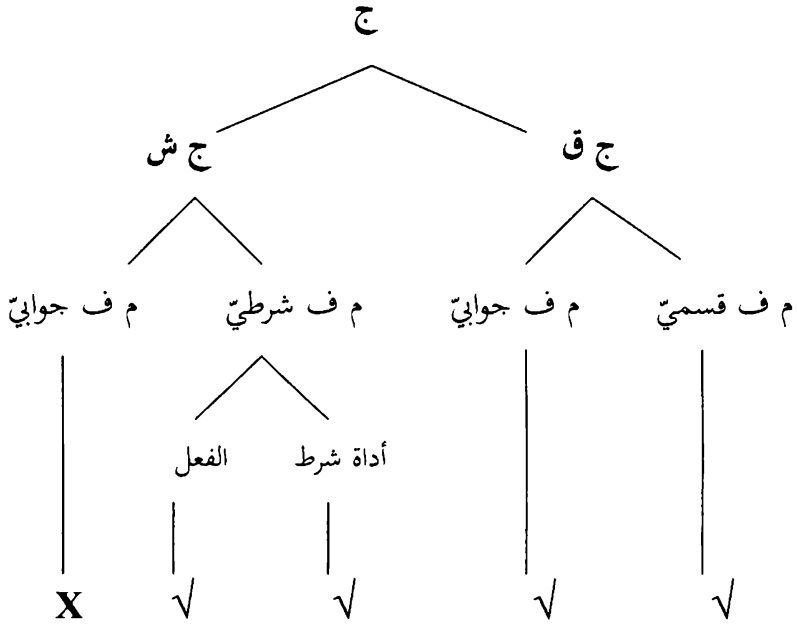 ج
ج ق ج ش
م ف قسميّ م ف جوابيّ م ف شرطيّ م ف جوابيّ
أداة شرط الفعل
√ √ √ √ X